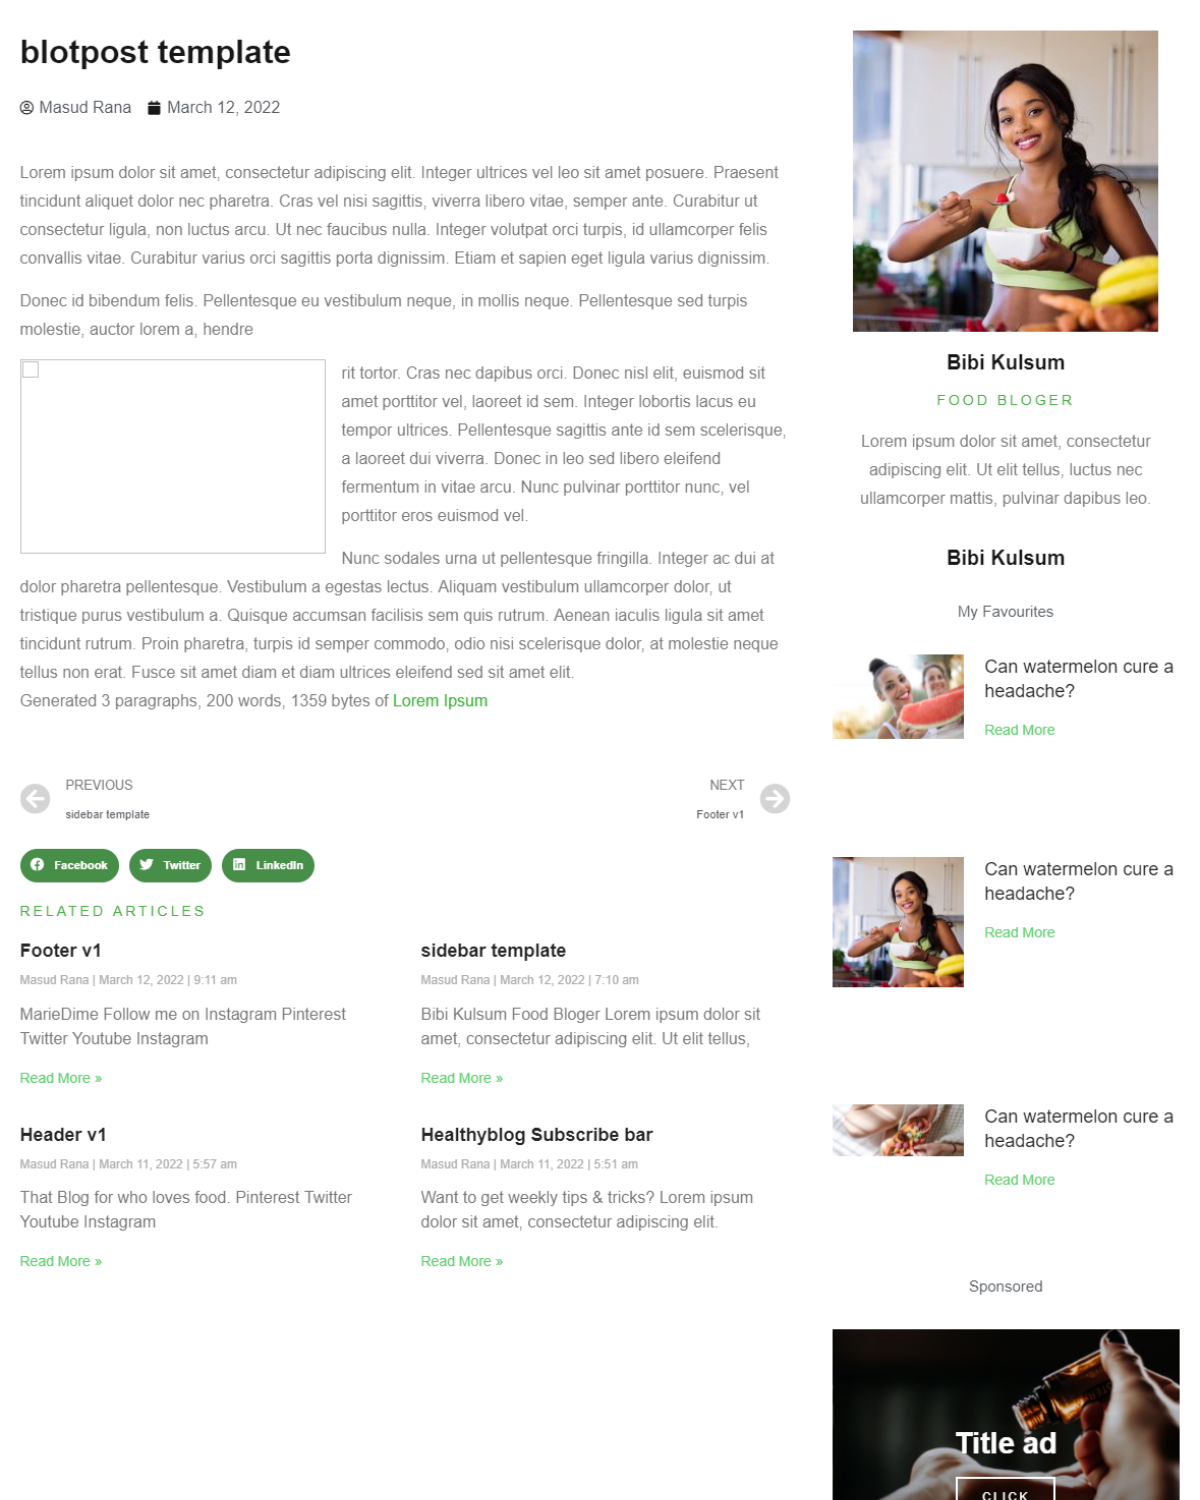 blotpost template
Masud Rana March 12, 2022
Lorem ipsum dolor sit amet, consectetur adipiscing elit. Integer ultrices vel leo sit amet posuere. Praesent
tincidunt aliquet dolor nec pharetra. Cras vel nisi sagittis, viverra libero vitae, semper ante. Curabitur ut
consectetur ligula, non luctus arcu. Ut nec faucibus nulla. Integer volutpat orci turpis, id ullamcorper felis
convallis vitae. Curabitur varius orci sagittis porta dignissim. Etiam et sapien eget ligula varius dignissim.
Donec id bibendum felis. Pellentesque eu vestibulum neque, in mollis neque. Pellentesque sed turpis
molestie, auctor lorem a, hendre
rit tortor. Cras nec dapibus orci. Donec nisl elit, euismod sit
amet porttitor vel, laoreet id sem. Integer lobortis lacus eu
tempor ultrices. Pellentesque sagittis ante id sem scelerisque,
a laoreet dui viverra. Donec in leo sed libero eleifend
fermentum in vitae arcu. Nunc pulvinar porttitor nunc, vel
porttitor eros euismod vel.
Nunc sodales urna ut pellentesque fringilla. Integer ac dui at
dolor pharetra pellentesque. Vestibulum a egestas lectus. Aliquam vestibulum ullamcorper dolor, ut
tristique purus vestibulum a. Quisque accumsan facilisis sem quis rutrum. Aenean iaculis ligula sit amet
tincidunt rutrum. Proin pharetra, turpis id semper commodo, odio nisi scelerisque dolor, at molestie neque
tellus non erat. Fusce sit amet diam et diam ultrices eleifend sed sit amet elit.
Generated 3 paragraphs, 200 words, 1359 bytes of Lorem Ipsum
PREVIOUS
sidebar template
NEXT
Footer v1
Facebook Twitter LinkedIn
RELATED ARTICLES
Footer v1
Masud Rana | March 12, 2022 | 9:11 am
MarieDime Follow me on Instagram Pinterest
Twitter Youtube Instagram
Read More »
sidebar template
Masud Rana | March 12, 2022 | 7:10 am
Bibi Kulsum Food Bloger Lorem ipsum dolor sit
amet, consectetur adipiscing elit. Ut elit tellus,
Read More »
Header v1
Masud Rana | March 11, 2022 | 5:57 am
That Blog for who loves food. Pinterest Twitter
Youtube Instagram
Read More »
Healthyblog Subscribe bar
Masud Rana | March 11, 2022 | 5:51 am
Want to get weekly tips & tricks? Lorem ipsum
dolor sit amet, consectetur adipiscing elit.
Read More »
Bibi Kulsum
FOOD BLOGER
Lorem ipsum dolor sit amet, consectetur
adipiscing elit. Ut elit tellus, luctus nec
ullamcorper mattis, pulvinar dapibus leo.
Bibi Kulsum
My Favourites
Can watermelon cure a
headache?
Read More
Can watermelon cure a
headache?
Read More
Can watermelon cure a
headache?
Read More
Sponsored
Title ad
CLICK